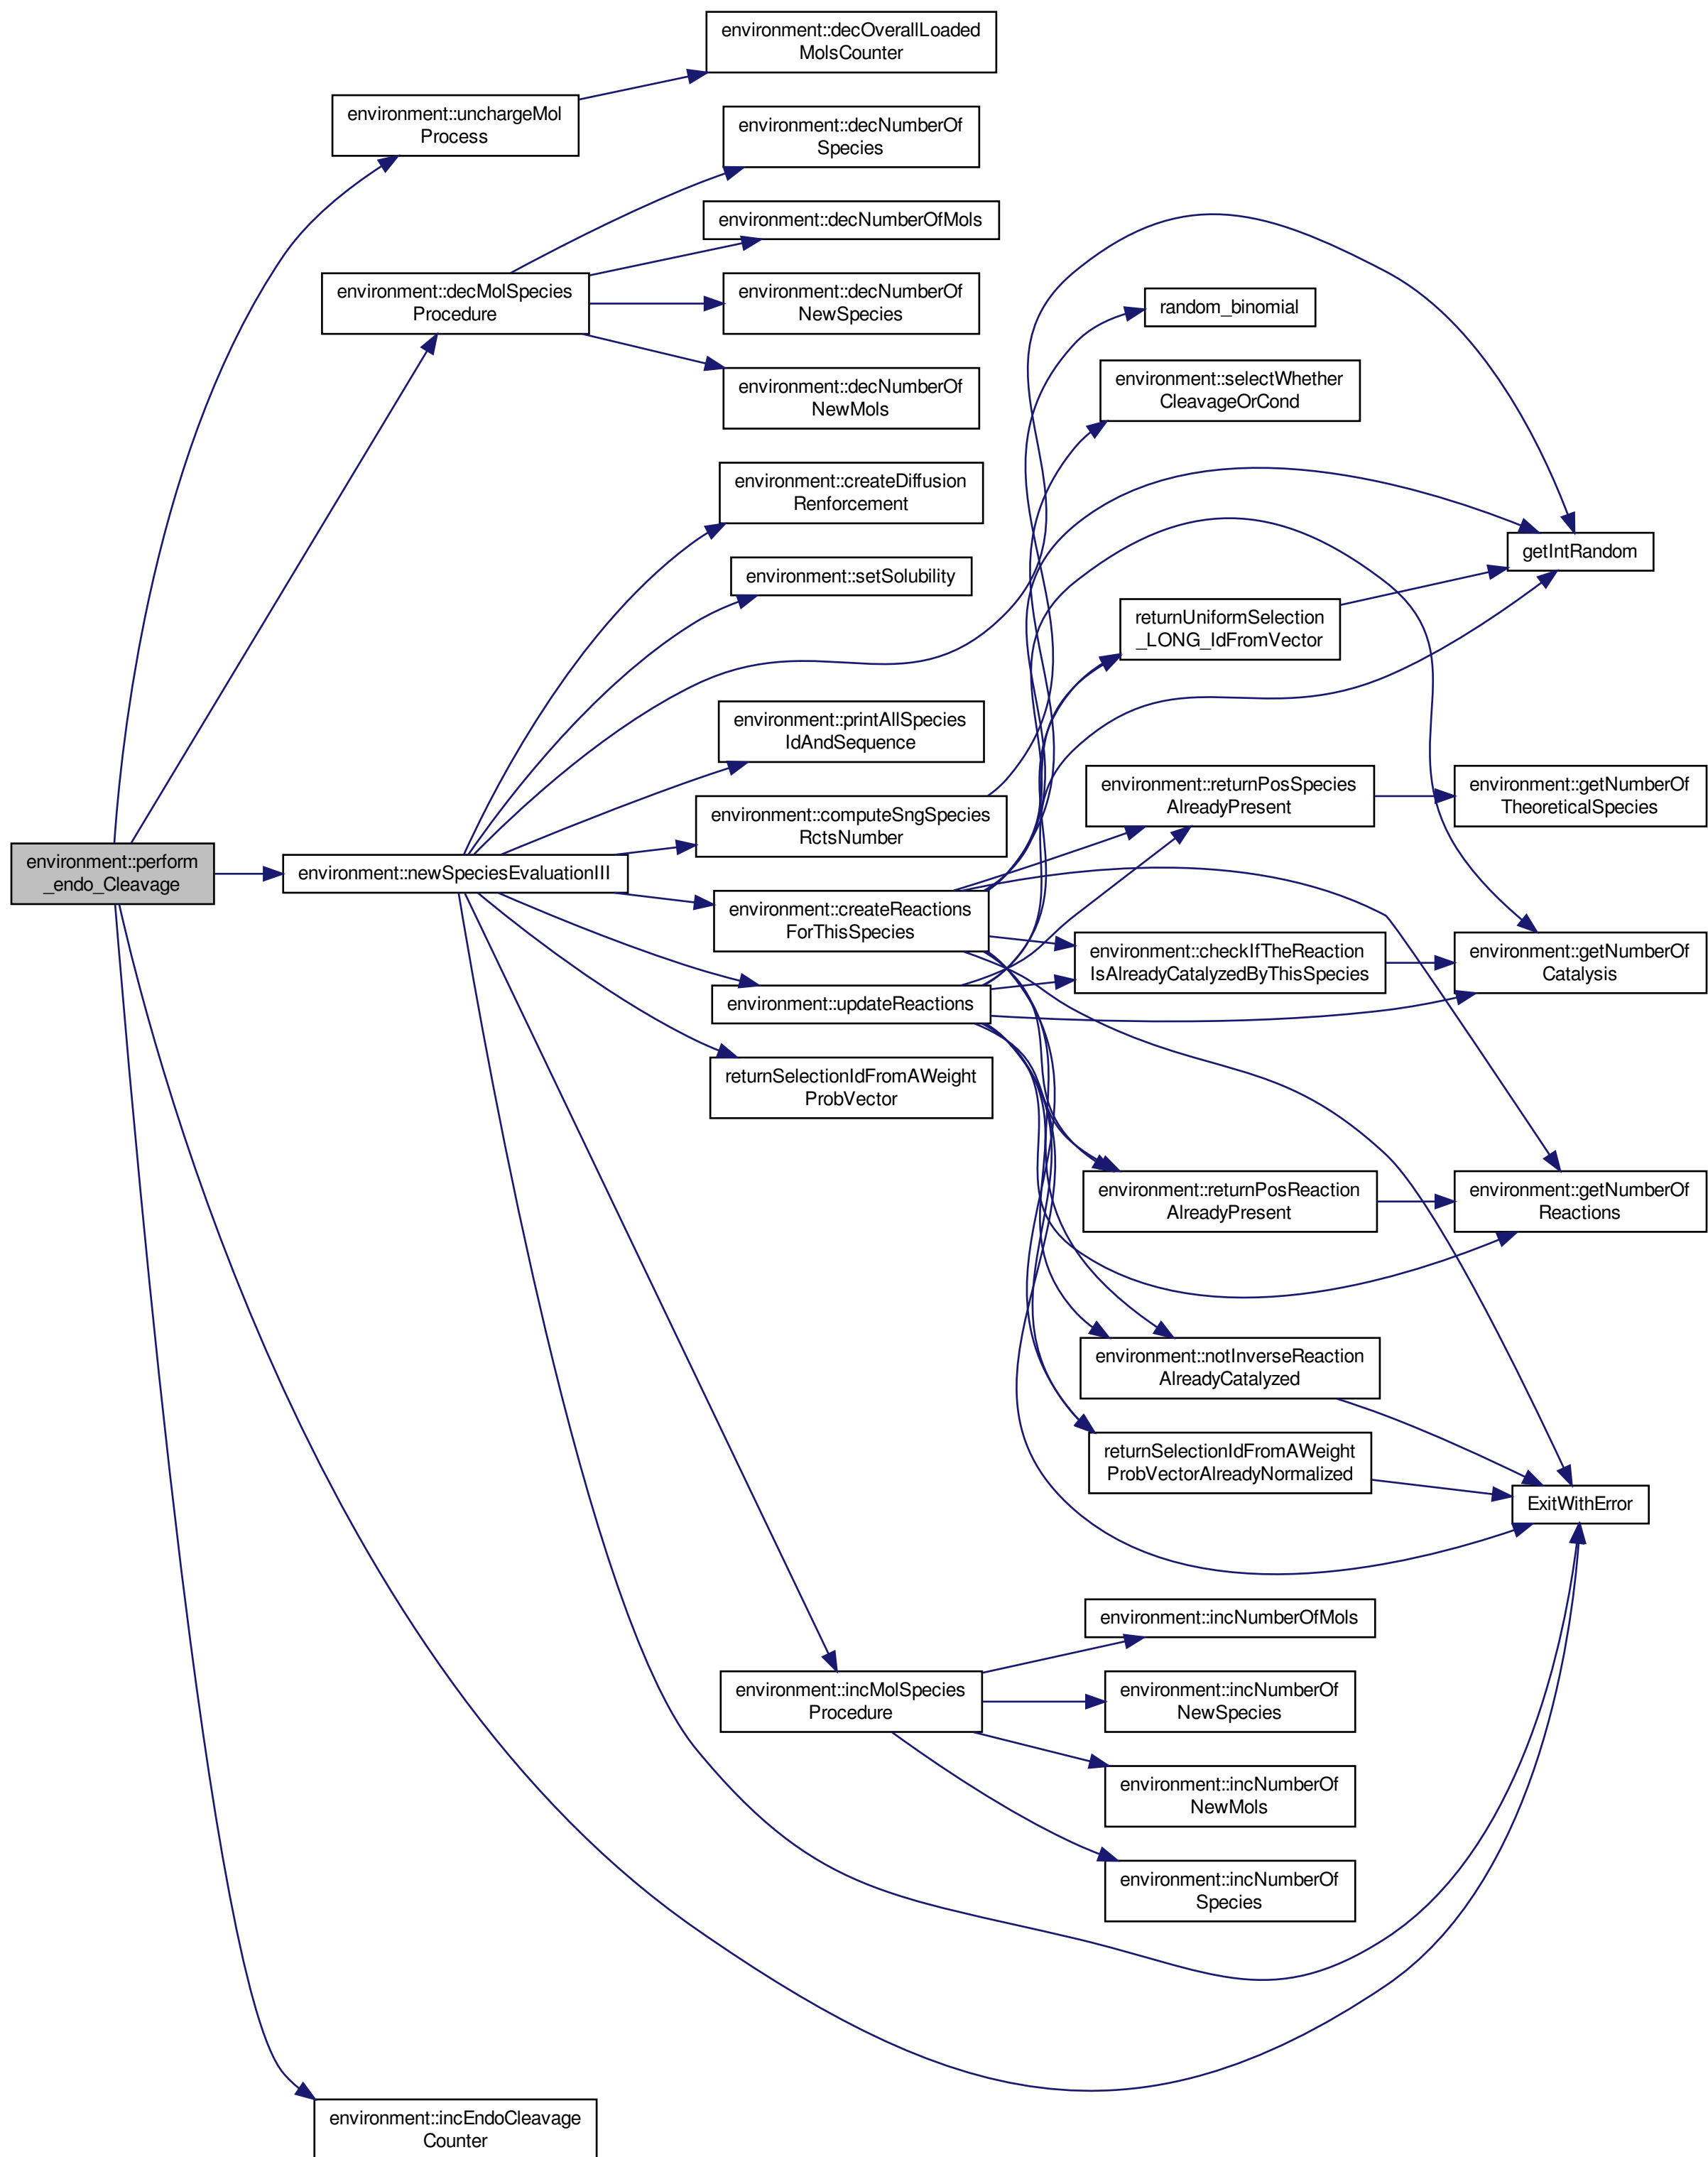 environment::perform
_endo_Cleavage
environment::unchargeMol
Process
environment::decMolSpecies
Procedure
environment::newSpeciesEvaluationIII
environment::incEndoCleavage
Counter
environment::decOverallLoaded
MolsCounter
environment::decNumberOf
Species
environment::decNumberOfMols
environment::decNumberOf
NewSpecies
environment::decNumberOf
NewMols
environment::createDiffusion
Renforcement
environment::setSolubility
environment::printAllSpecies
IdAndSequence
environment::computeSngSpecies
RctsNumber
environment::createReactions
ForThisSpecies
environment::updateReactions
returnSelectionIdFromAWeight
ProbVector
environment::incMolSpecies
Procedure
random_binomial
environment::selectWhether
CleavageOrCond
returnUniformSelection
_LONG_IdFromVector
environment::returnPosSpecies
AlreadyPresent
environment::checkIfTheReaction
IsAlreadyCatalyzedByThisSpecies
environment::returnPosReaction
AlreadyPresent
environment::notInverseReaction
AlreadyCatalyzed
returnSelectionIdFromAWeight
ProbVectorAlreadyNormalized
environment::incNumberOfMols
environment::incNumberOf
NewSpecies
environment::incNumberOf
NewMols
environment::incNumberOf
Species
getIntRandom
environment::getNumberOf
TheoreticalSpecies
environment::getNumberOf
Catalysis
environment::getNumberOf
Reactions
ExitWithError